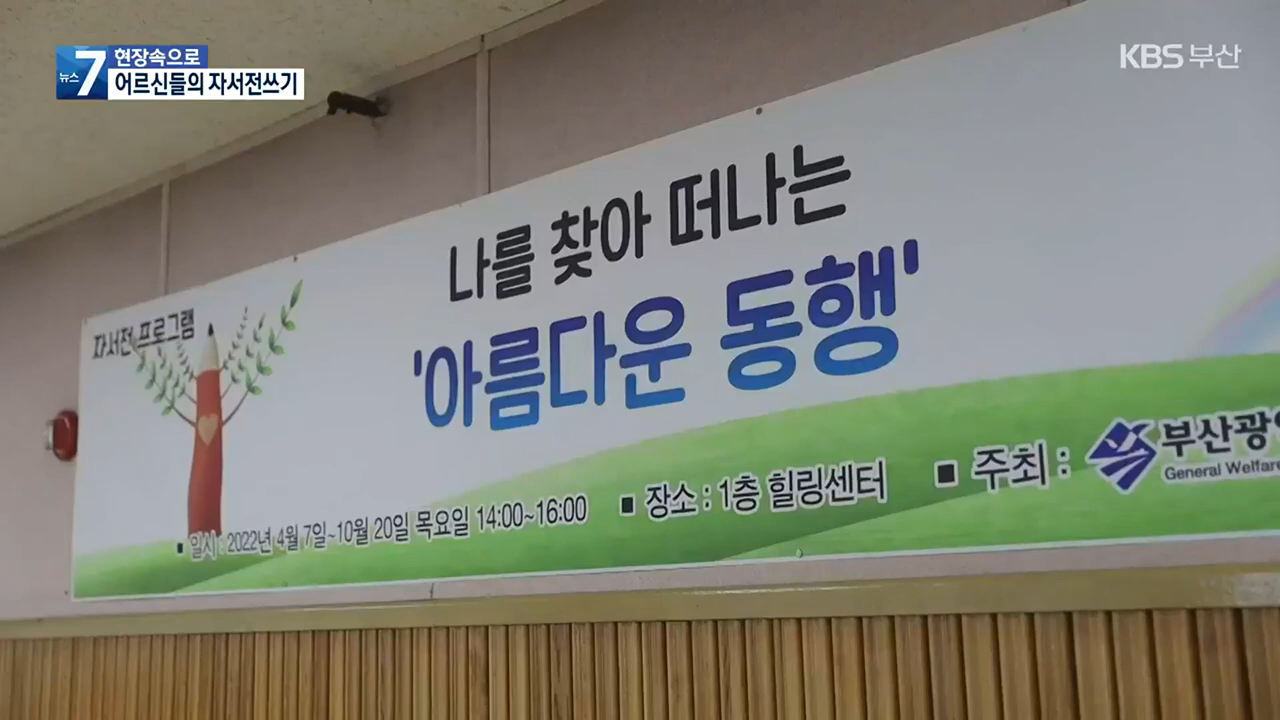 뉴스 7 현장속으로
어르신들의 자서전쓰기
KBS 부산
자서전 프로그램
나를 찾아 떠나는
'아름다운 동행'
■ 일시 : 2022년 4월 7일~10월 20일 목요일 14:00~16:00 ■ 장소 : 1층 힐링센터 ■ 주최 : 부산광
General Welfare